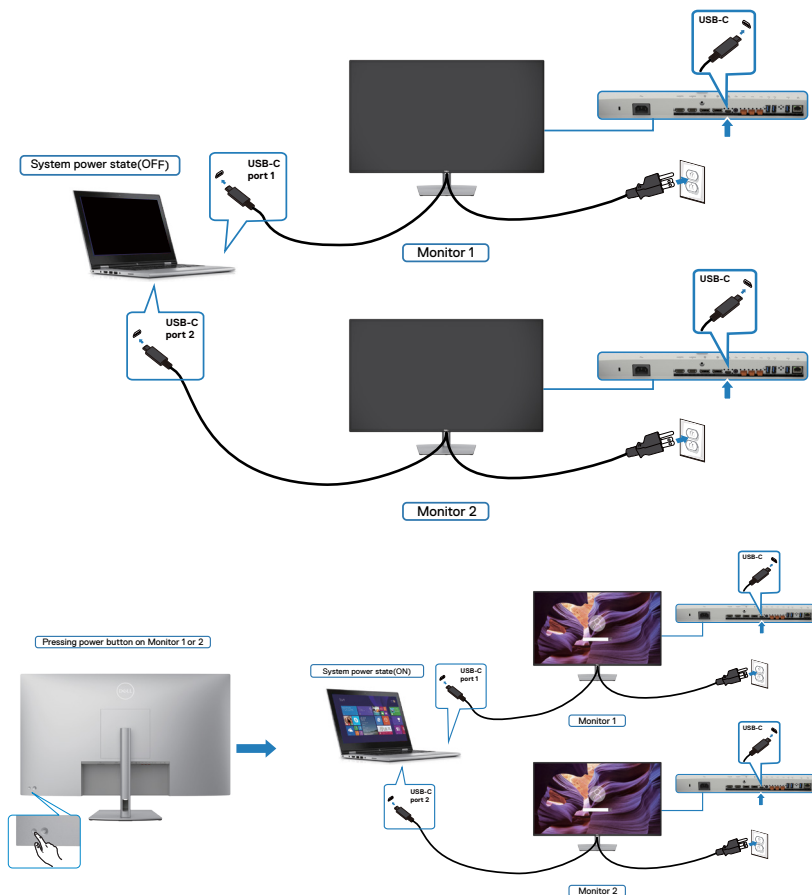 USB-C
System power state(OFF)
USB-C
port 1
Monitor 1
USB-C
USB-C
port 2
Monitor 2
USB-C
Pressing power button on Monitor 1 or 2
DELL
System power state(ON)
USB-C
port 1
Monitor 1
USB-C
USB-C
port 2
Monitor 2